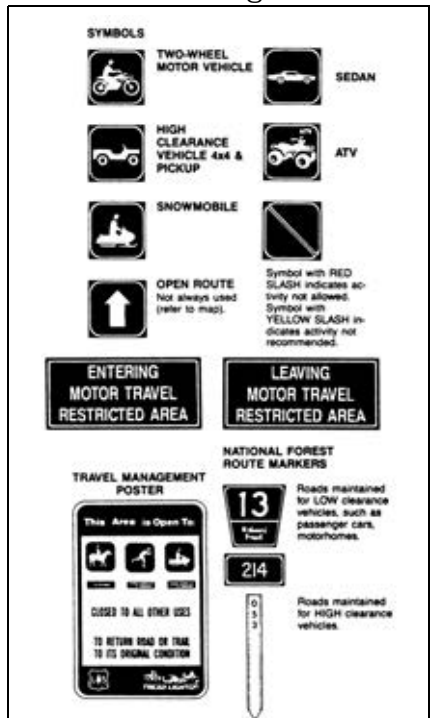 SYMBOLS
TWO-WHEEL
MOTOR VEHICLE
SEDAN
HIGH
CLEARANCE
VEHICLE 4x4 &
PICKUP
ATV
SNOWMOBILE
OPEN ROUTE
Not always used
(refer to map).
Symbol with RED
SLASH indicates ac-
tivity not allowed.
Symbol with
YELLOW SLASH in-
dicates activity not
recommended.
ENTERING
MOTOR TRAVEL
RESTRICTED AREA
LEAVING
MOTOR TRAVEL
RESTRICTED AREA
TRAVEL MANAGEMENT
POSTER
This Area is Open To:
CLOSED TO ALL OTHER USES
TO RETURN ROAD OR TRAIL
TO ITS ORIGINAL CONDITION
TREAD LIGHTLY
NATIONAL FOREST
ROUTE MARKERS
13
Roads maintained
for LOW clearance
vehicles, such as
passenger cars,
motorhomes.
214
053
Roads maintained
for HIGH clearance
vehicles.